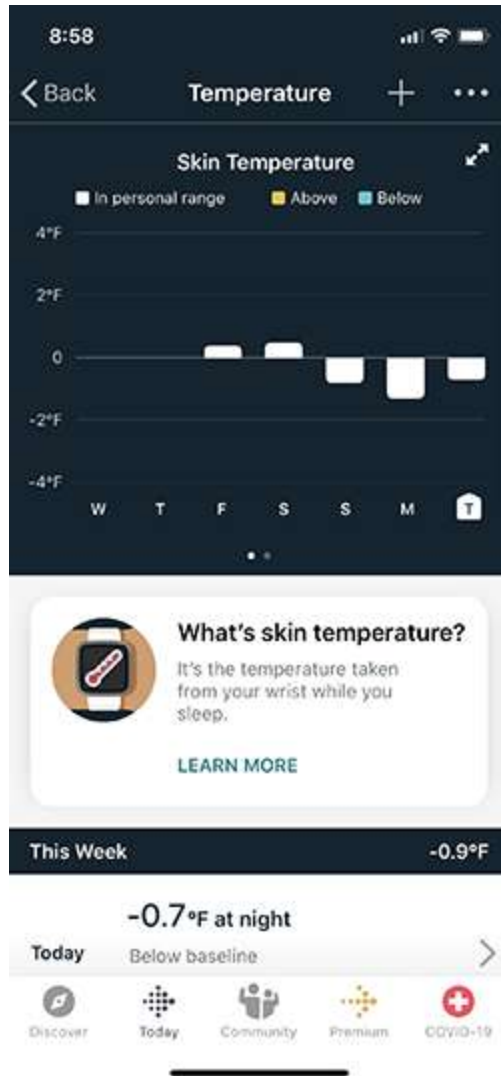 8:58
Back Temperature
Skin Temperature
In personal range Above Below
4°F
2°F
0
-2°F
-4°F
W T F S S M T
What's skin temperature?
It's the temperature taken
from your wrist while you
sleep.
LEARN MORE
This Week -0.9°F
-0.7°F at night
Today Below baseline
Discover Today Community Premium COVID-19